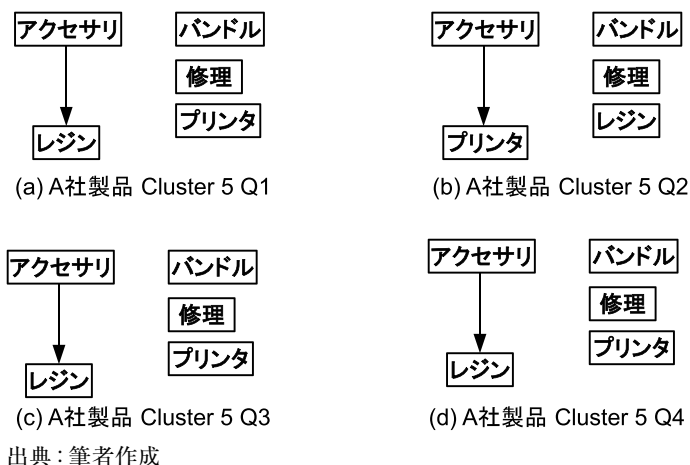 アクセサリ
バンドル
修理
プリンタ
レジン
(a) A社製品 Cluster 5 Q1
アクセサリ
バンドル
修理
レジン
プリンタ
(b) A社製品 Cluster 5 Q2
アクセサリ
バンドル
修理
プリンタ
レジン
(c) A社製品 Cluster 5 Q3
アクセサリ
バンドル
修理
プリンタ
レジン
(d) A社製品 Cluster 5 Q4
出典：筆者作成